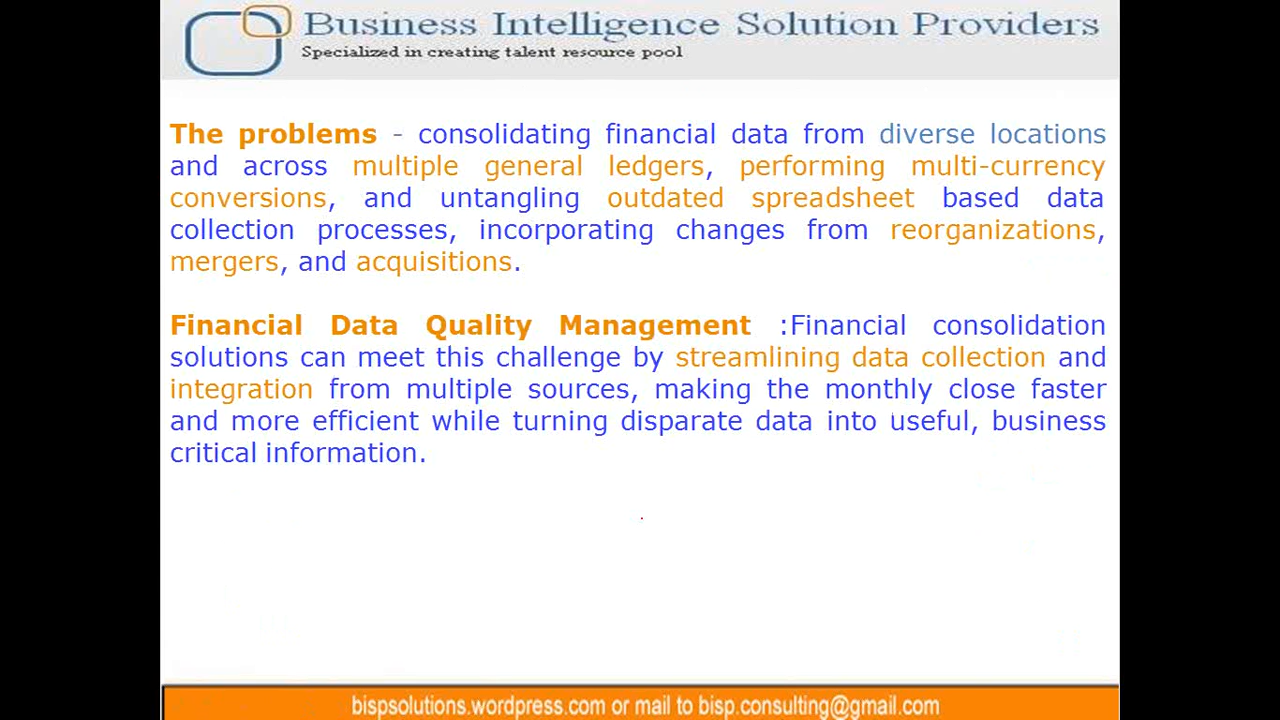 Business Intelligence Solution Providers
Specialized in creating talent resource pool
The problems - consolidating financial data from diverse locations
and across multiple general ledgers, performing multi-currency
conversions, and untangling outdated spreadsheet based data
collection processes, incorporating changes from reorganizations,
mergers, and acquisitions.
Financial Data Quality Management :Financial consolidation
solutions can meet this challenge by streamlining data collection and
integration from multiple sources, making the monthly close faster
and more efficient while turning disparate data into useful, business
critical information.
bispsolutions.wordpress.com or mail to bisp.consulting@gmail.com